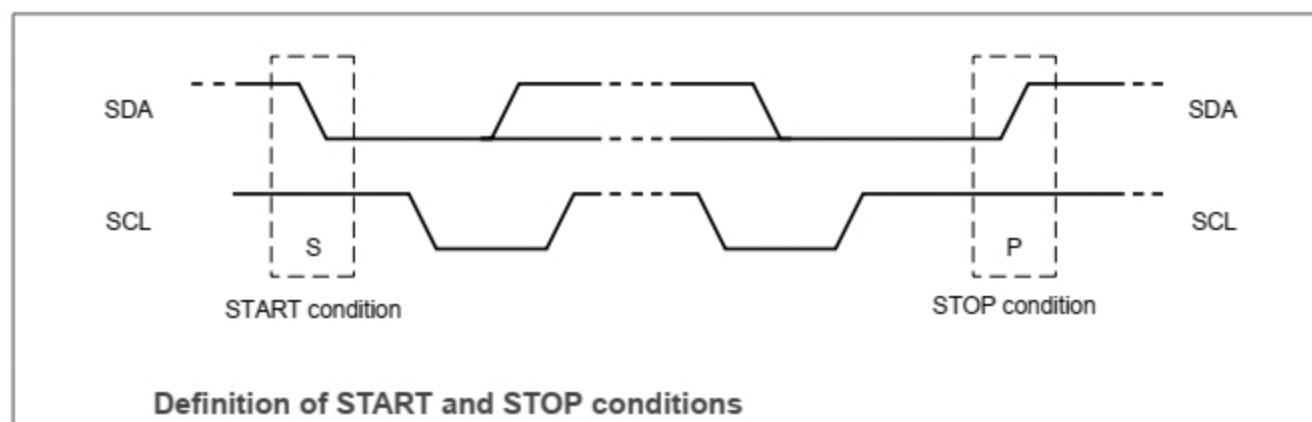 SDA
SDA
SCL
SCL
S
P
START condition
STOP condition
Definition of START and STOP conditions